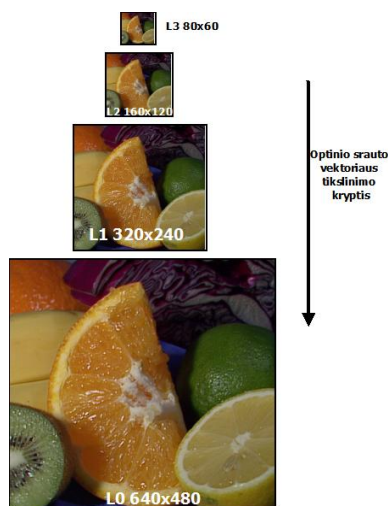 L3 80x60
L2 160x120
Optinio srauto
vektoriaus
tikslinimo
kryptis
L1 320x240
L0 640x480